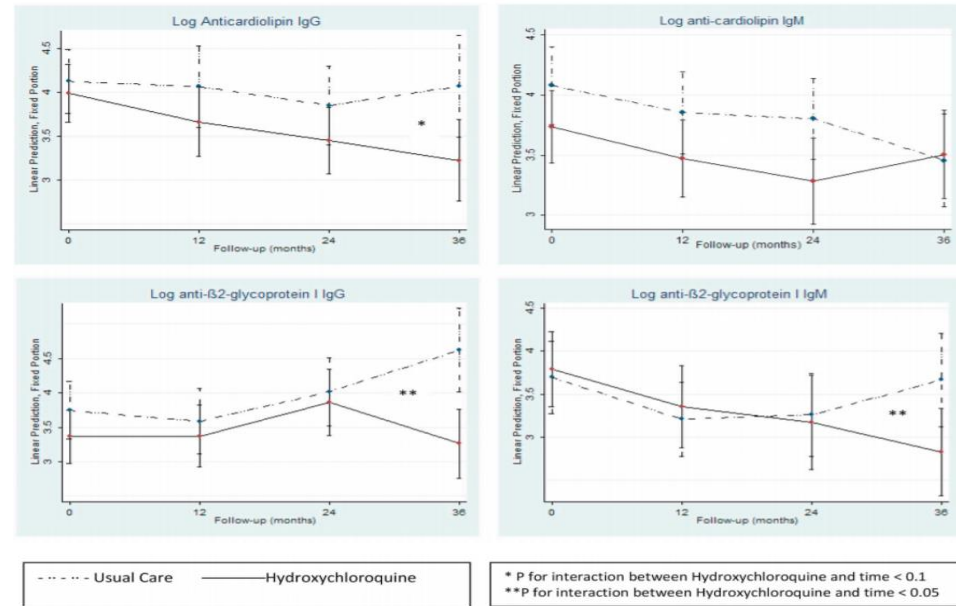 Log Anticardiolipin IgG
Linear Prediction, Fixed Portion
4.5
4
3.5
3
0
12
24
36
Follow-up (months)
*
Log anti-cardiolipin IgM
Linear Prediction, Fixed Portion
4.5
4
3.5
3
0
12
24
36
Follow-up (months)
Log anti-ß2-glycoprotein I IgG
Linear Prediction, Fixed Portion
4.5
4
3.5
3
0
12
24
36
Follow-up (months)
**
Log anti-ß2-glycoprotein I IgM
Linear Prediction, Fixed Portion
4.5
4
3.5
3
0
12
24
36
Follow-up (months)
**
Usual Care
Hydroxychloroquine
* P for interaction between Hydroxychloroquine and time < 0.1
**P for interaction between Hydroxychloroquine and time < 0.05